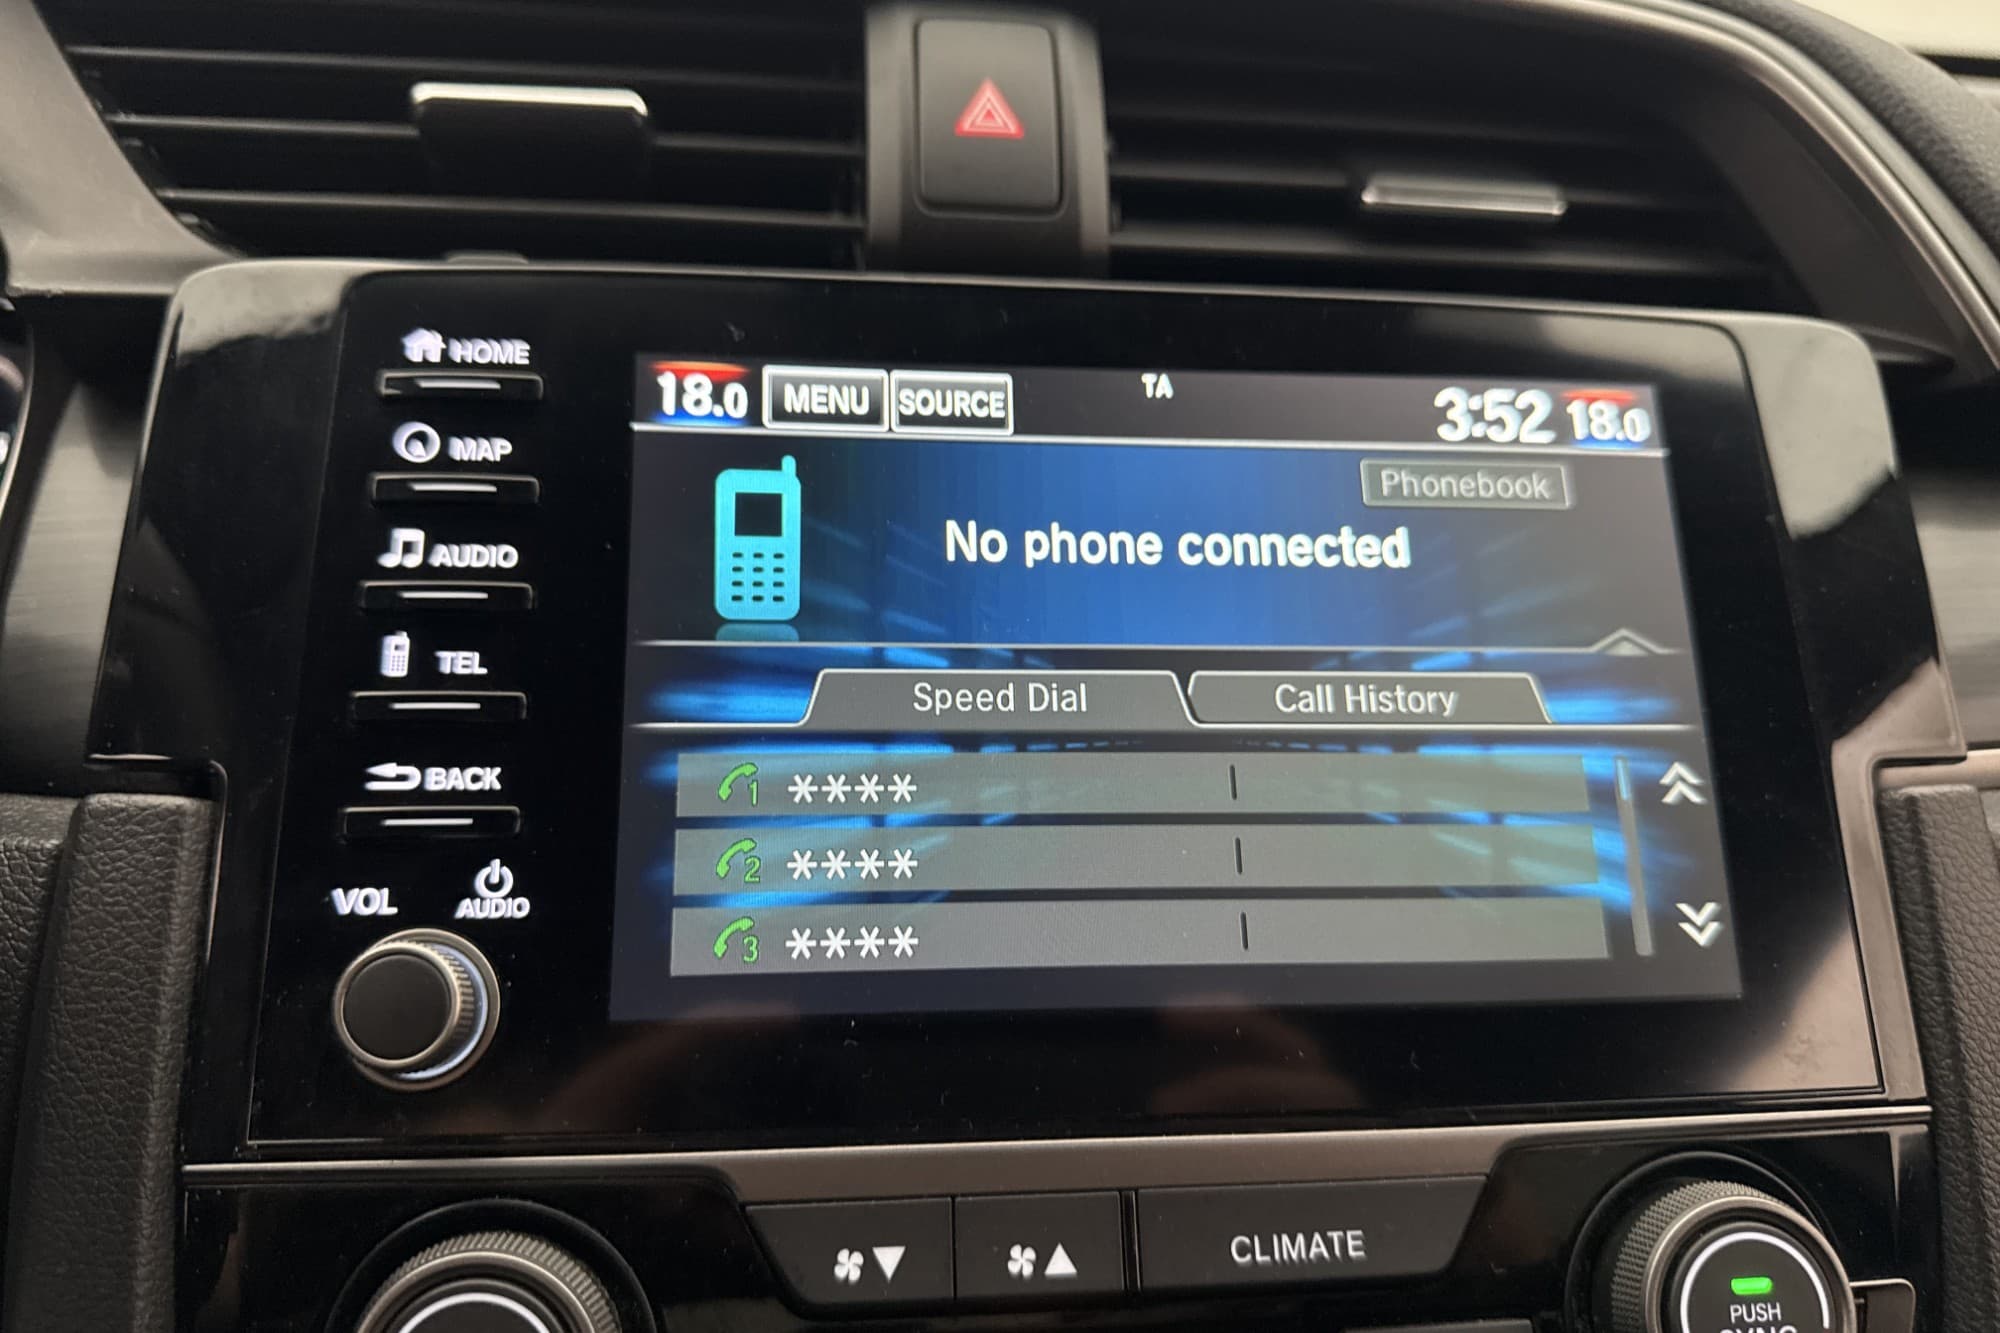 HOME
MAP
AUDIO
TEL
BACK
VOL AUDIO
18.0 MENU SOURCE TA 3:52 18.0
Phonebook
No phone connected
Speed Dial Call History
1 ****
2 ****
3 ****
CLIMATE
PUSH
SYNC